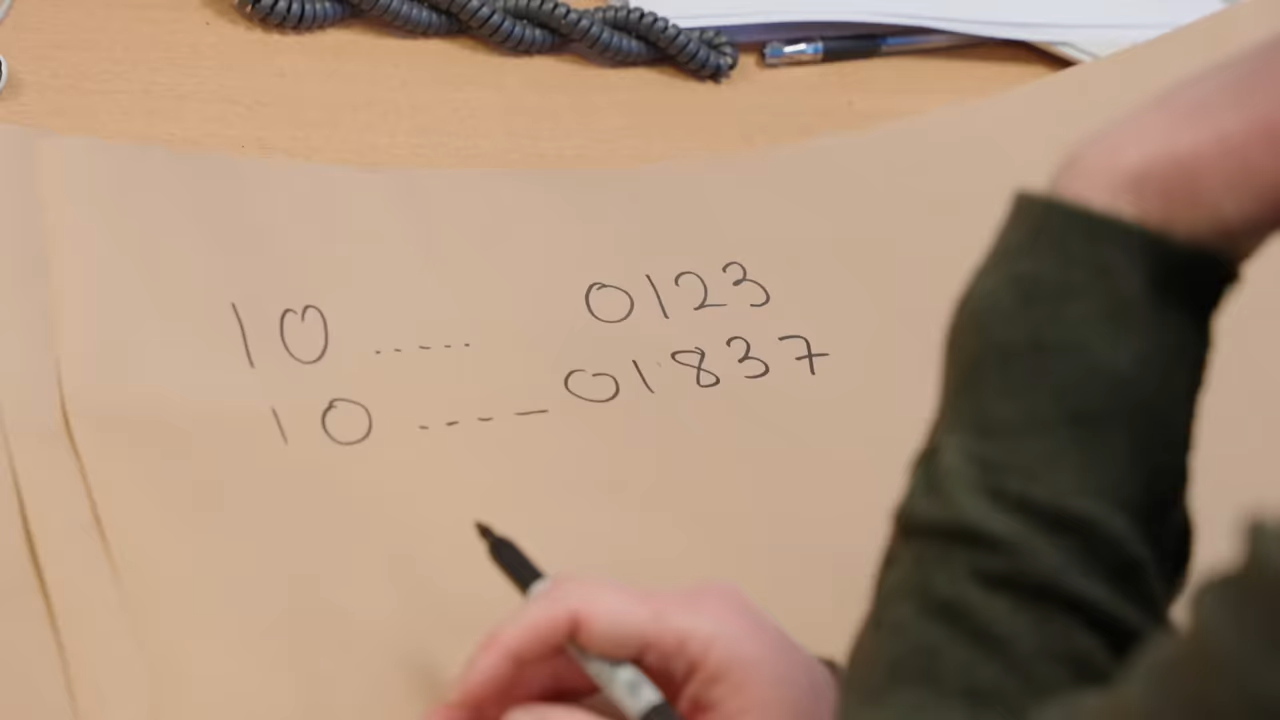 10 ..... 0123
10 ---- 01837